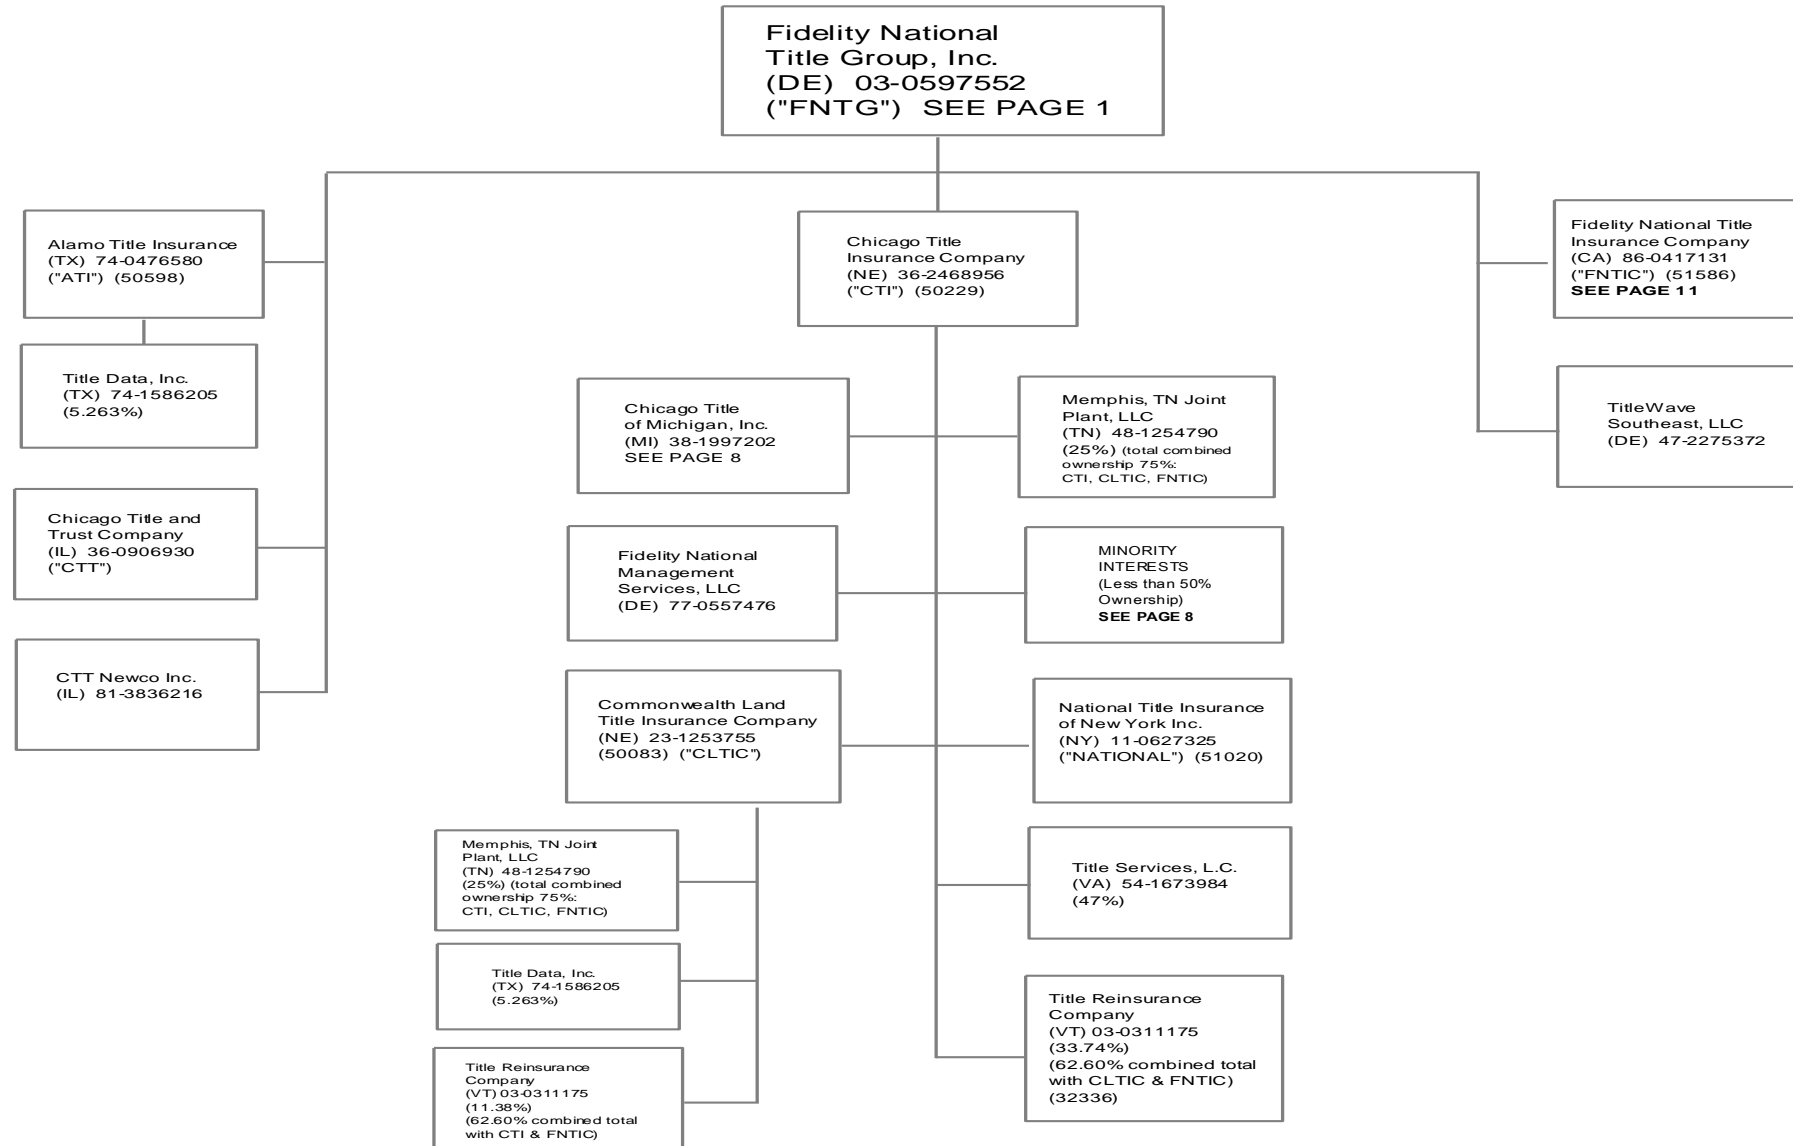 Fidelity National
Title Group, Inc.
(DE) 03-0597552
("FNTG") SEE PAGE 1
Alamo Title Insurance
(TX) 74-0476580
("ATI") (50598)
Title Data, Inc.
(TX) 74-1586205
(5.263%)
Chicago Title and
Trust Company
(IL) 36-0906930
("CTT")
CTT Newco Inc.
(IL) 81-3836216
Chicago Title
Insurance Company
(NE) 36-2468956
("CTI") (50229)
Chicago Title
of Michigan, Inc.
(MI) 38-1997202
SEE PAGE 8
Memphis, TN Joint
Plant, LLC
(TN) 48-1254790
(25%) (total combined
ownership 75%:
CTI, CLTIC, FNTIC)
Fidelity National
Management
Services, LLC
(DE) 77-0557476
MINORITY
INTERESTS
(Less than 50%
Ownership)
SEE PAGE 8
Commonwealth Land
Title Insurance Company
(NE) 23-1253755
(50083) ("CLTIC")
National Title Insurance
of New York Inc.
(NY) 11-0627325
("NATIONAL") (51020)
Memphis, TN Joint
Plant, LLC
(TN) 48-1254790
(25%) (total combined
ownership 75%:
CTI, CLTIC, FNTIC)
Title Data, Inc.
(TX) 74-1586205
(5.263%)
Title Reinsurance
Company
(VT) 03-0311175
(11.38%)
(62.60% combined total
with CTI & FNTIC)
Title Services, L.C.
(VA) 54-1673984
(47%)
Title Reinsurance
Company
(VT) 03-0311175
(33.74%)
(62.60% combined total
with CLTIC & FNTIC)
(32336)
Fidelity National Title
Insurance Company
(CA) 86-0417131
("FNTIC") (51586)
SEE PAGE 11
TitleWave
Southeast, LLC
(DE) 47-2275372